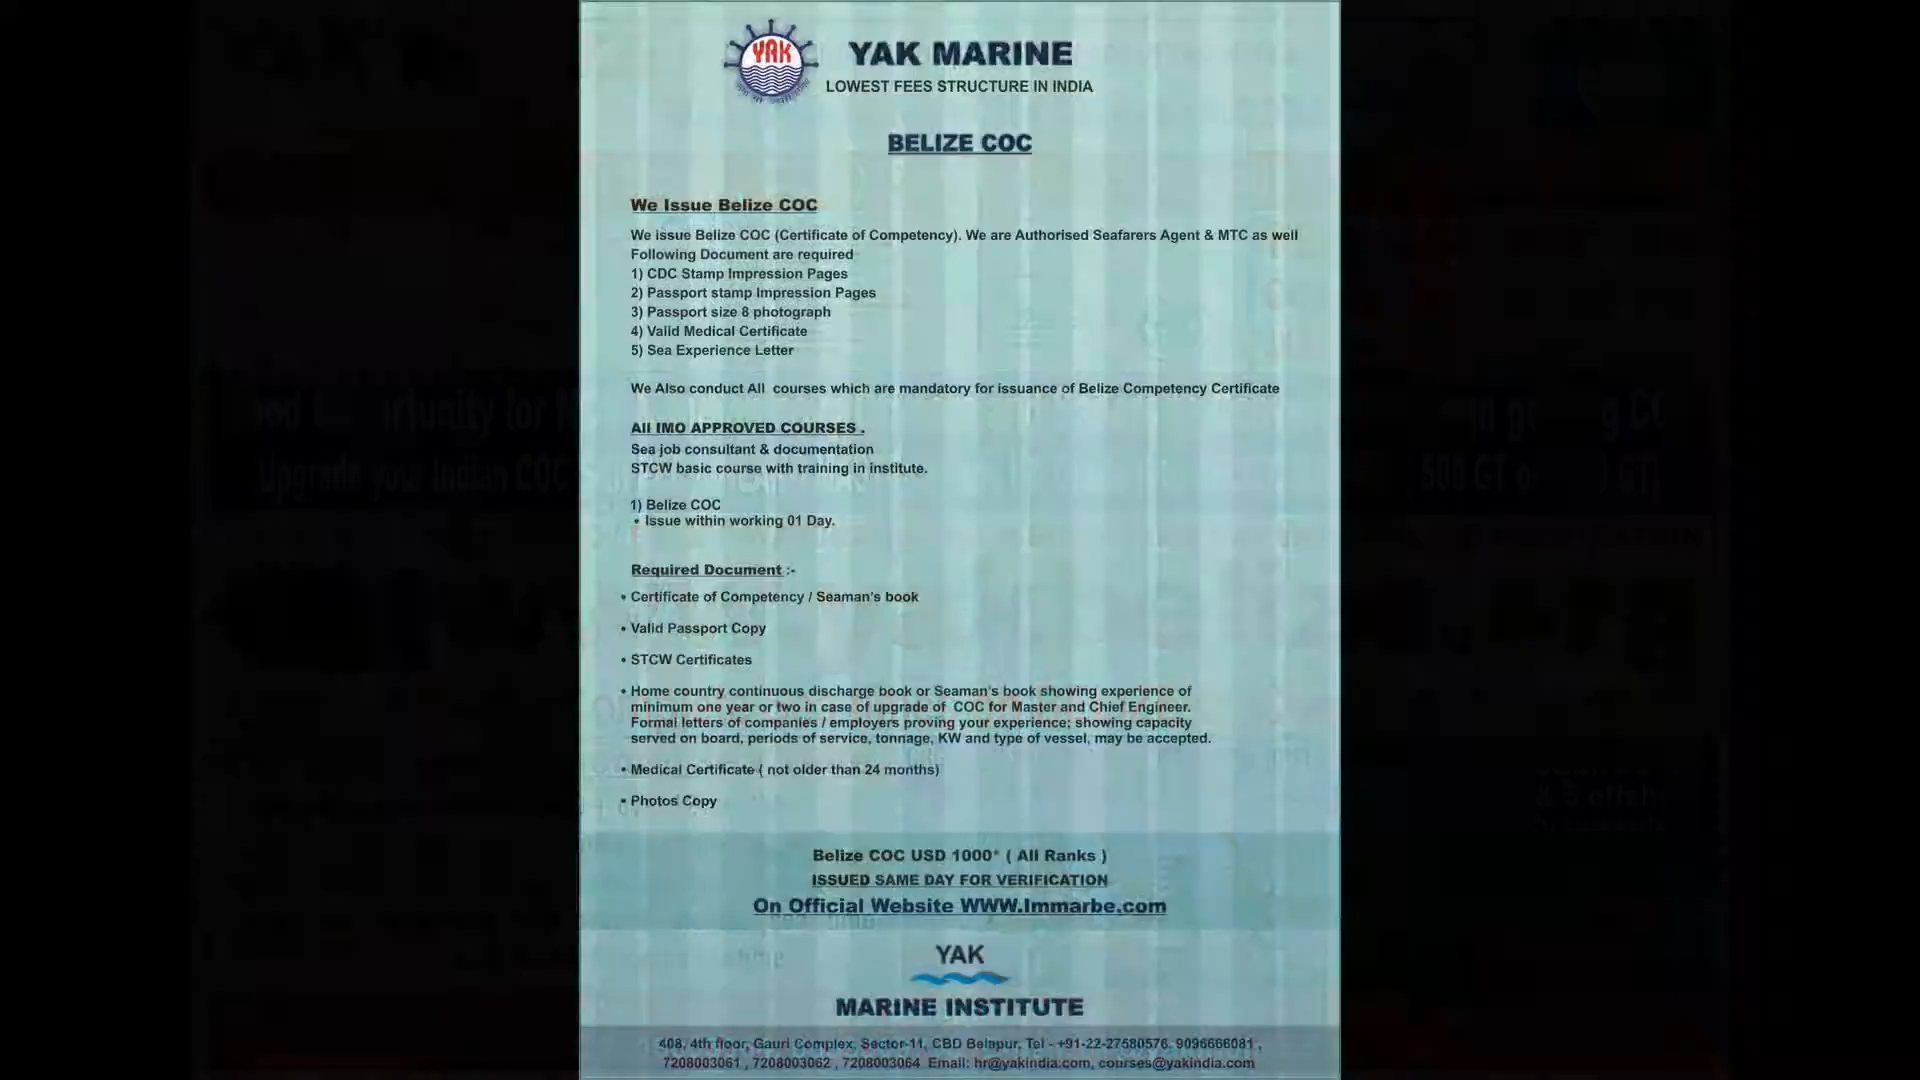 YAK
YAK MARINE
LOWEST FEES STRUCTURE IN INDIA
BELIZE COC
We Issue Belize COC
We issue Belize COC (Certificate of Competency). We are Authorised Seafarers Agent & MTC as well
Following Document are required
1) CDC Stamp Impression Pages
2) Passport stamp Impression Pages
3) Passport size 8 photograph
4) Valid Medical Certificate
5) Sea Experience Letter
We Also conduct All courses which are mandatory for issuance of Belize Competency Certificate
All IMO APPROVED COURSES .
Sea job consultant & documentation
STCW basic course with training in institute.
1) Belize COC
• Issue within working 01 Day.
Required Document :-
• Certificate of Competency / Seaman's book
• Valid Passport Copy
• STCW Certificates
• Home country continuous discharge book or Seaman's book showing experience of
minimum one year or two in case of upgrade of COC for Master and Chief Engineer.
Formal letters of companies / employers proving your experience; showing capacity
served on board, periods of service, tonnage, KW and type of vessel, may be accepted.
• Medical Certificate ( not older than 24 months)
• Photos Copy
Belize COC USD 1000* ( All Ranks )
ISSUED SAME DAY FOR VERIFICATION
On Official Website WWW.Immarbe.com
YAK
MARINE INSTITUTE
408, 4th floor, Gauri Complex, Sector-11, CBD Belapur, Tel - +91-22-27580576. 9096666081 ,
7208003061 , 7208003062 , 7208003064 Email: hr@yakindia.com, courses@yakindia.com
Upgrade your Indian COC